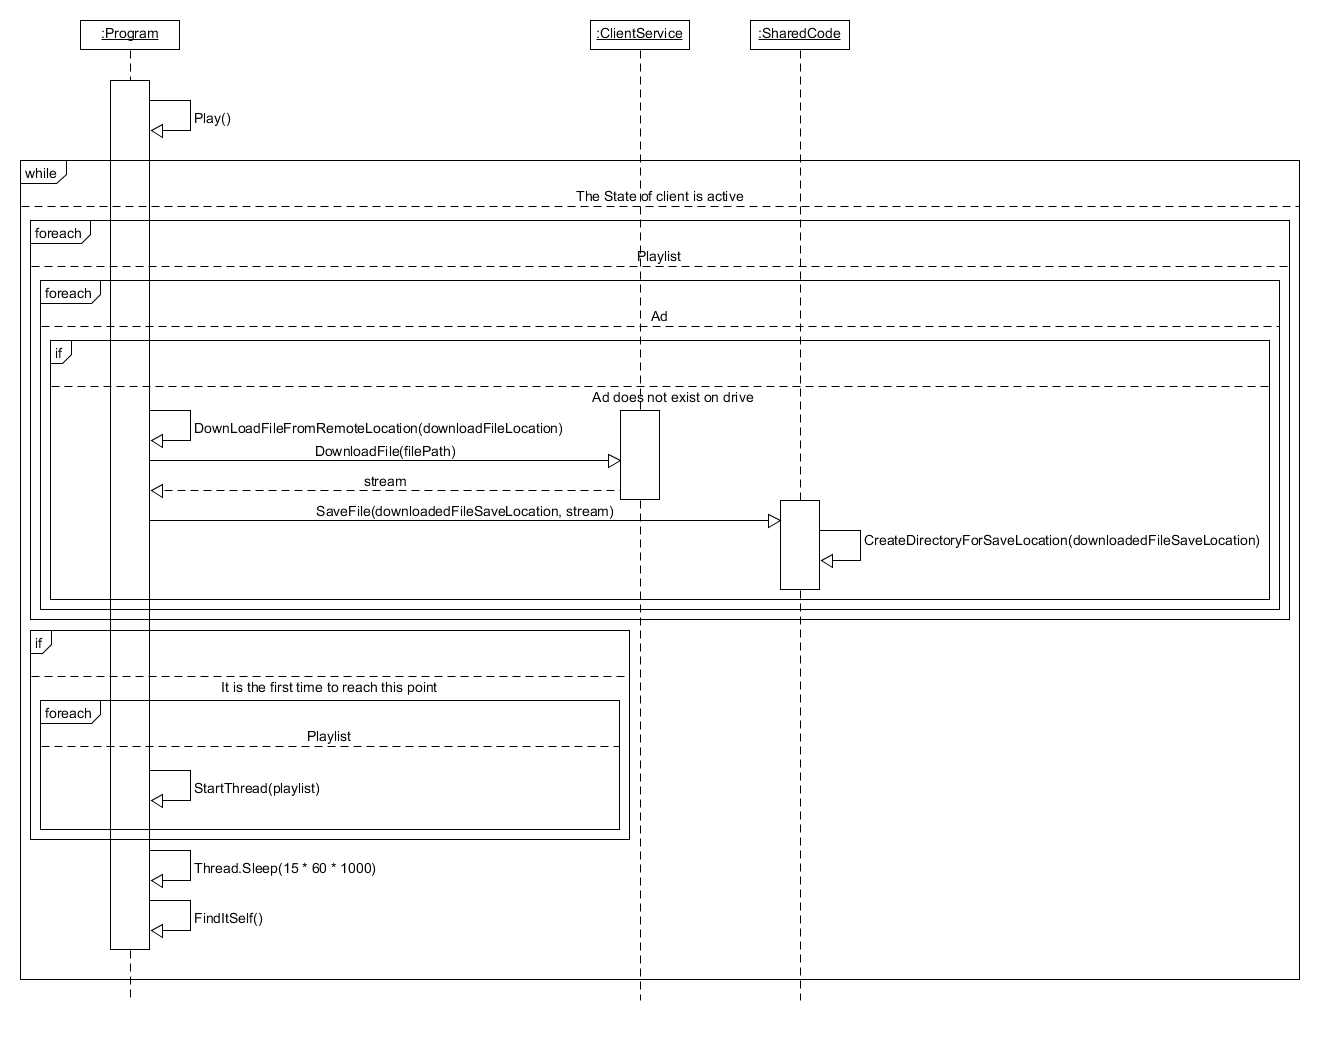 :Program
:ClientService
:SharedCode
Play()
while
The State of client is active
foreach
Playlist
foreach
Ad
if
Ad does not exist on drive
DownLoadFileFromRemoteLocation(downloadFileLocation)
DownloadFile(filePath)
stream
SaveFile(downloadedFileSaveLocation, stream)
CreateDirectoryForSaveLocation(downloadedFileSaveLocation)
if
It is the first time to reach this point
foreach
Playlist
StartThread(playlist)
Thread.Sleep(15 * 60 * 1000)
FindItSelf()